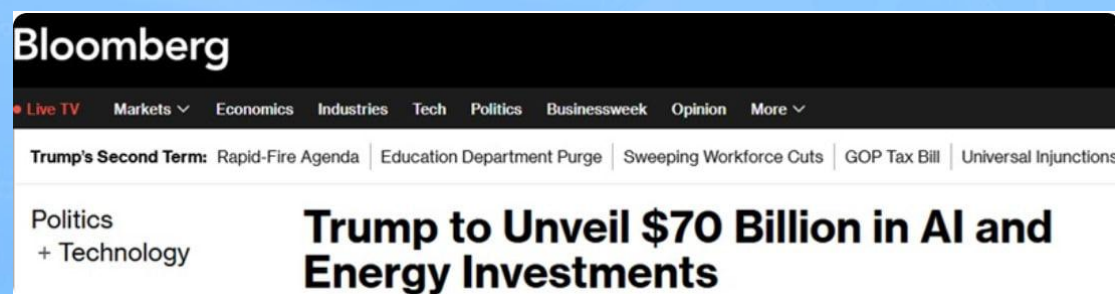 Bloomberg
Live TV Markets Economics Industries Tech Politics Businessweek Opinion More
Trump's Second Term: Rapid-Fire Agenda Education Department Purge Sweeping Workforce Cuts GOP Tax Bill Universal Injunctions
Politics
+ Technology
Trump to Unveil $70 Billion in AI and
Energy Investments